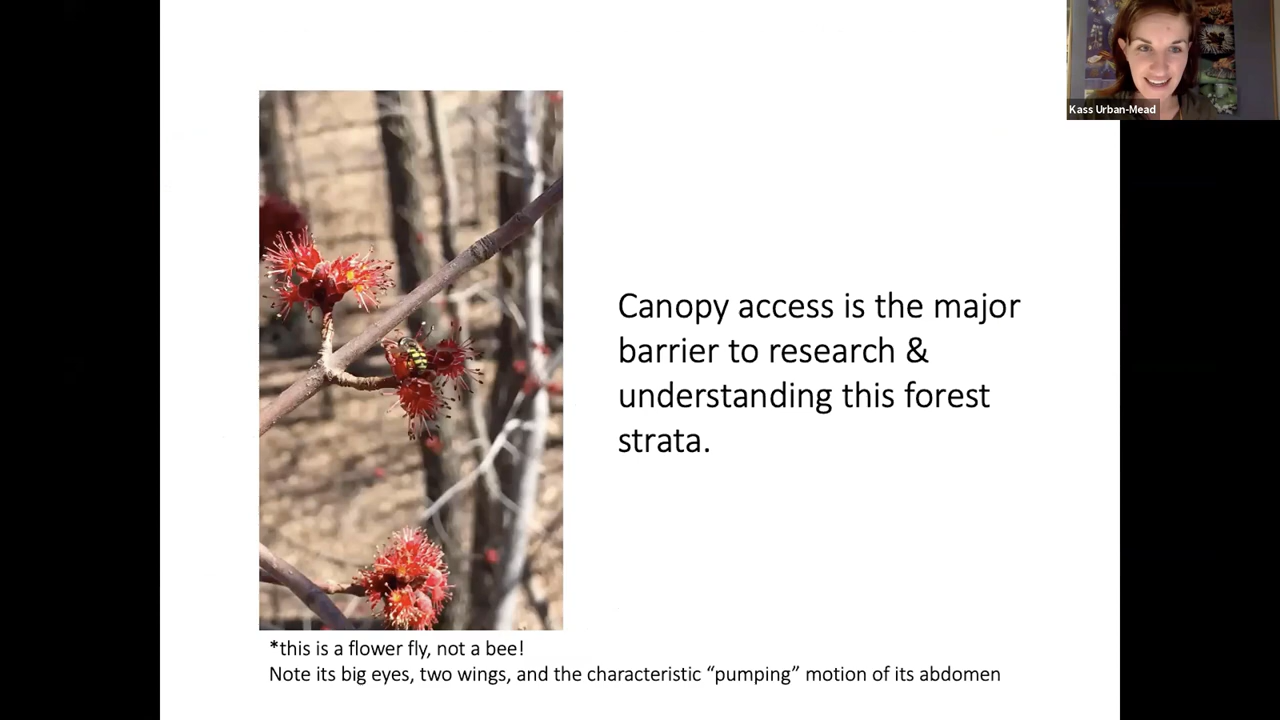 Kass Urban-Mead
Canopy access is the major
barrier to research &
understanding this forest
strata.
*this is a flower fly, not a bee!
Note its big eyes, two wings, and the characteristic “pumping” motion of its abdomen